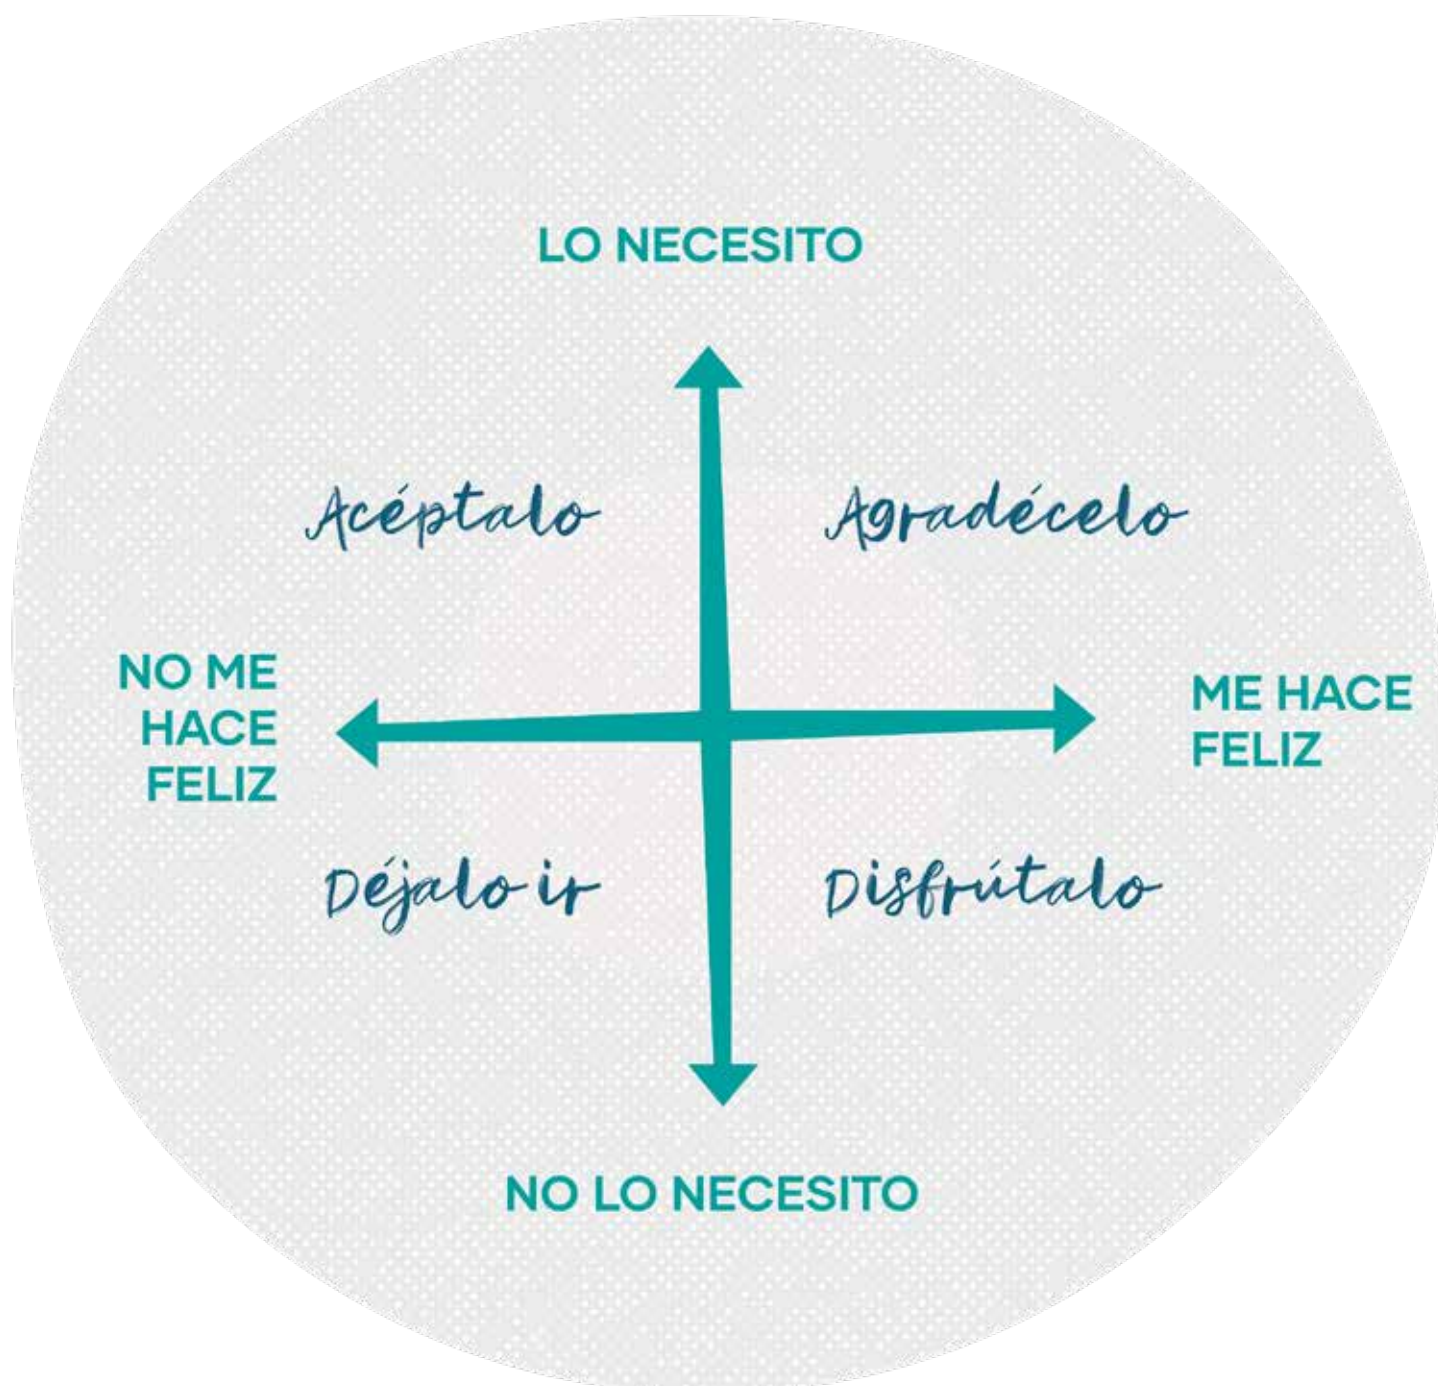 LO NECESITO
Acéptalo
Agradécelo
NO ME
HACE
FELIZ
ME HACE
FELIZ
Déjalo ir
Disfrútalo
NO LO NECESITO